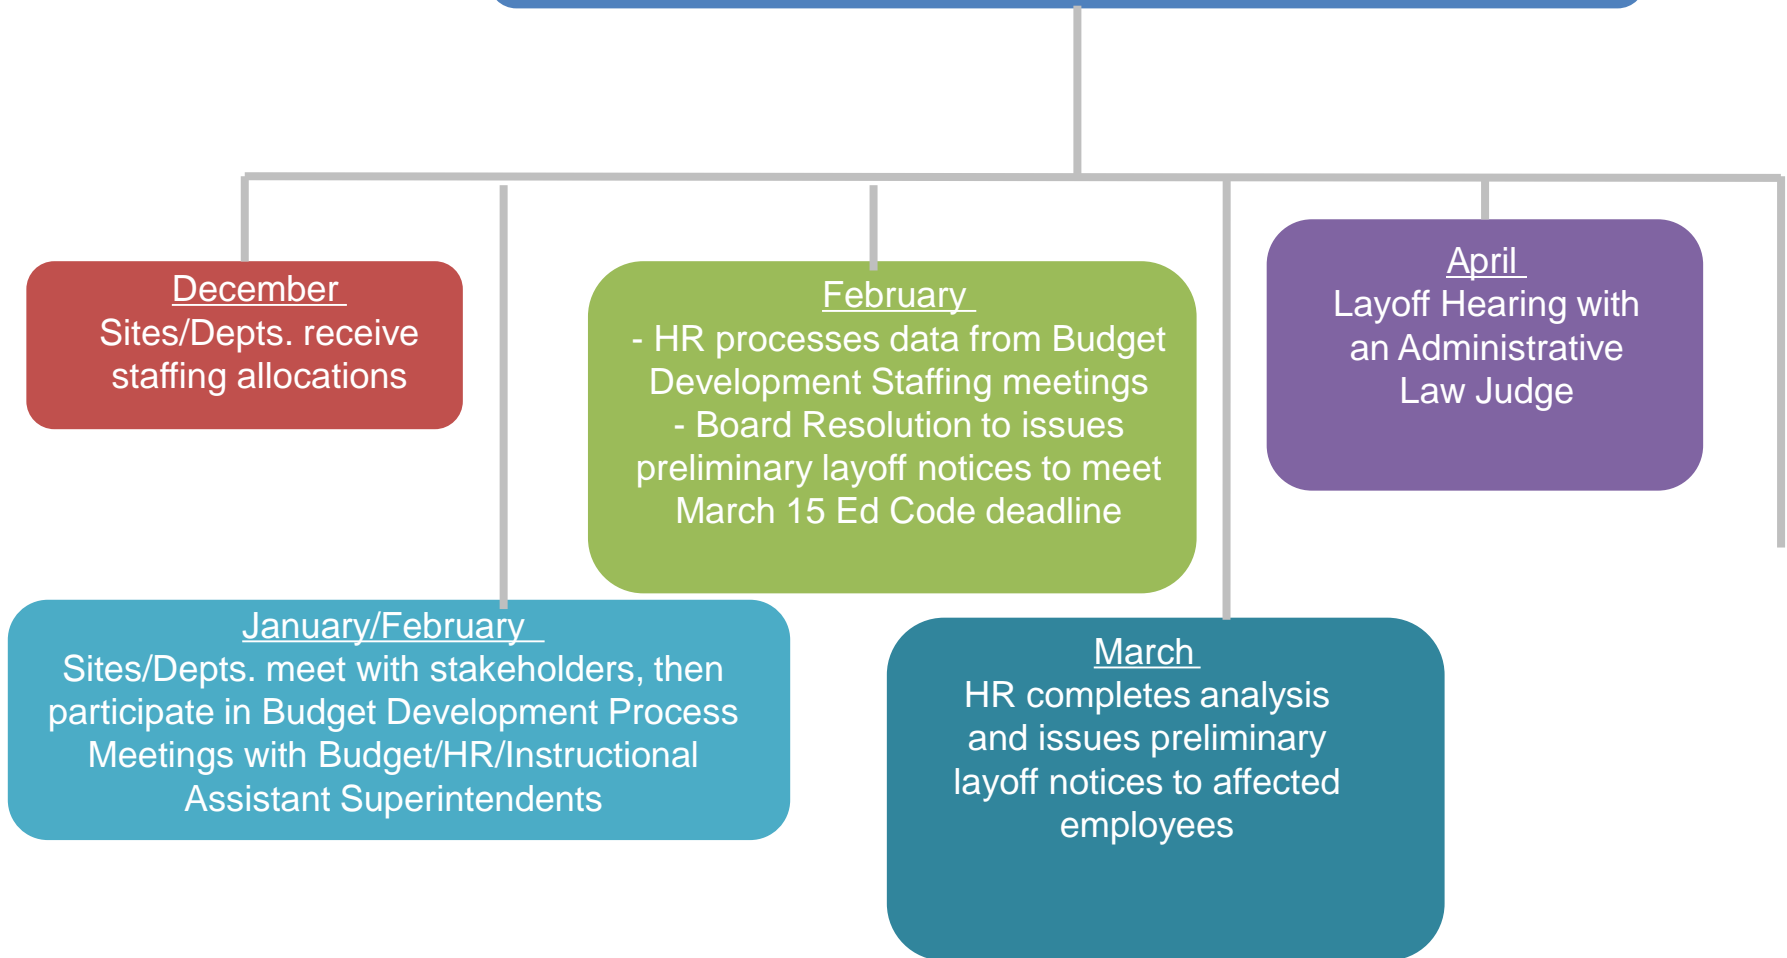 December
Sites/Depts. receive
staffing allocations
January/February
Sites/Depts. meet with stakeholders, then
participate in Budget Development Process
Meetings with Budget/HR/Instructional
Assistant Superintendents
February
- HR processes data from Budget
Development Staffing meetings
- Board Resolution to issues
preliminary layoff notices to meet
March 15 Ed Code deadline
March
HR completes analysis
and issues preliminary
layoff notices to affected
employees
April
Layoff Hearing with
an Administrative
Law Judge